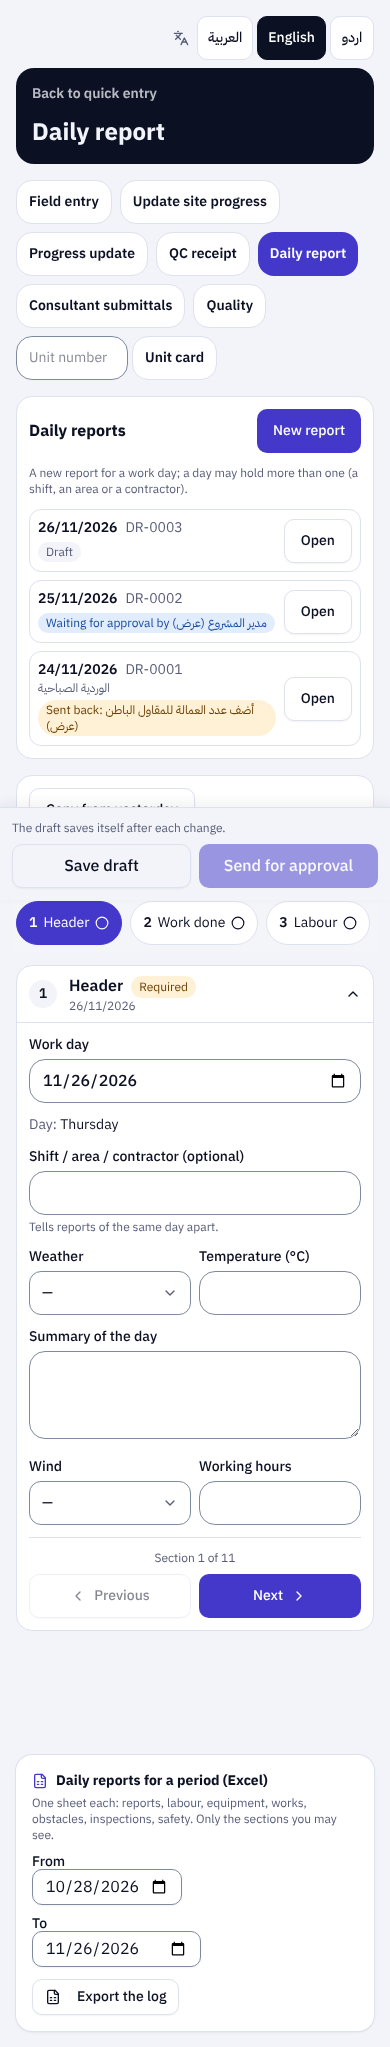 العربية
English
اردو
Back to quick entry
Daily report
Field entry
Update site progress
Progress update
QC receipt
Daily report
Consultant submittals
Quality
Unit number
Unit card
Daily reports
New report
A new report for a work day; a day may hold more than one (a
shift, an area or a contractor).
26/11/2026 DR-0003
Draft
Open
25/11/2026 DR-0002
Waiting for approval by مدير المشروع (عرض)
Open
24/11/2026 DR-0001
الوردية الصباحية
Sent back: أضف عدد العمالة للمقاول الباطن
(عرض)
Open
The draft saves itself after each change.
Save draft
Send for approval
1 Header
2 Work done
3 Labour
1
Header Required
26/11/2026
Work day
11/26/2026
Day: Thursday
Shift / area / contractor (optional)
Tells reports of the same day apart.
Weather
Temperature (°C)
—
Summary of the day
Wind
Working hours
—
Section 1 of 11
Previous
Next
Daily reports for a period (Excel)
One sheet each: reports, labour, equipment, works,
obstacles, inspections, safety. Only the sections you may
see.
From
10/28/2026
To
11/26/2026
Export the log